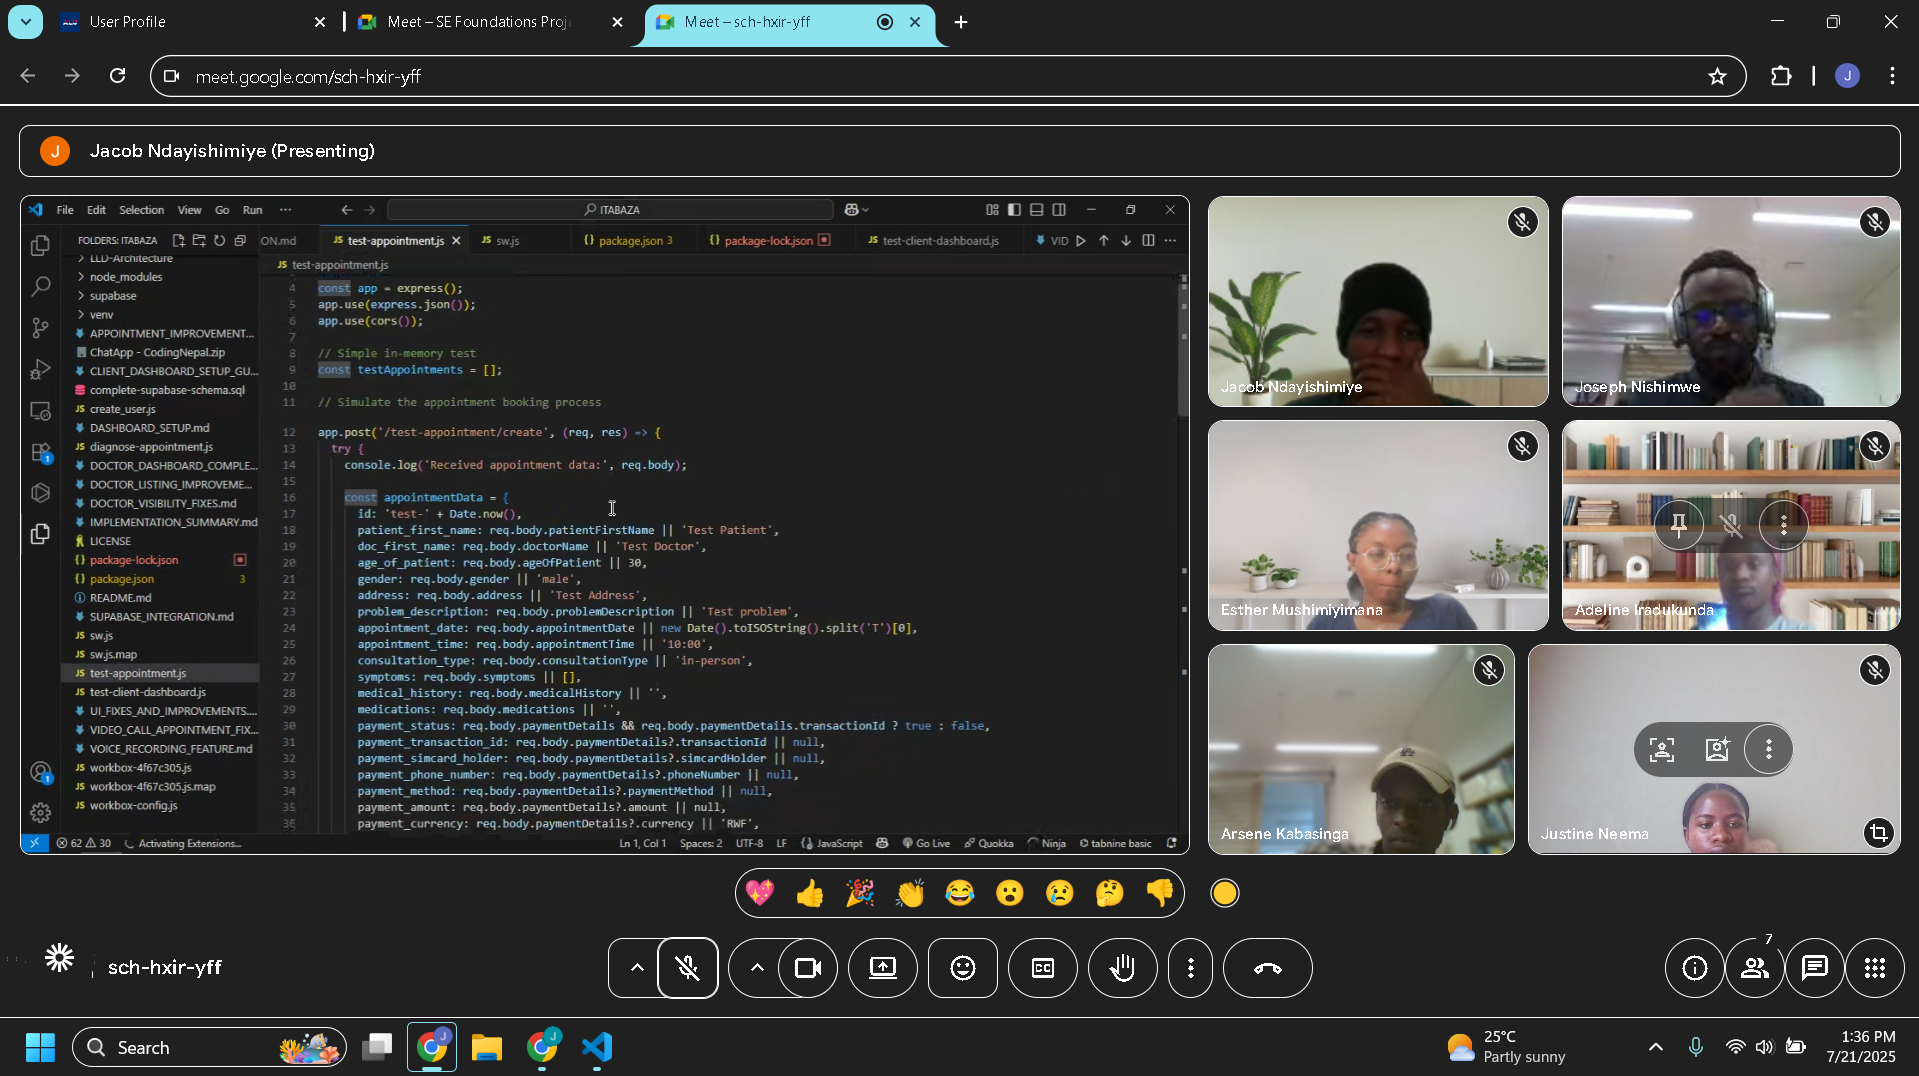 User Profile
Meet – SE Foundations Proj
Meet – sch-hxir-yff
meet.google.com/sch-hxir-yff
J
J
Jacob Ndayishimiye (Presenting)
File Edit Selection View Go Run ···
ITABAZA
FOLDERS: ITABAZA
ON.md
JS test-appointment.js
JS sw.js
{} package.json 3
{} package-lock.json
JS test-client-dashboard.js
VID
JS test-appointment.js
LLD-Architecture
node_modules
supabase
venv
APPOINTMENT_IMPROVEMENT...
ChatApp - CodingNepal.zip
CLIENT_DASHBOARD_SETUP_GU...
complete-supabase-schema.sql
JS create_user.js
DASHBOARD_SETUP.md
JS diagnose-appointment.js
DOCTOR_DASHBOARD_COMPLE...
DOCTOR_LISTING_IMPROVEME...
DOCTOR_VISIBILITY_FIXES.md
IMPLEMENTATION_SUMMARY.md
LICENSE
{} package-lock.json
{} package.json 3
README.md
SUPABASE_INTEGRATION.md
JS sw.js
JS sw.js.map
JS test-appointment.js
JS test-client-dashboard.js
UI_FIXES_AND_IMPROVEMENTS....
VIDEO_CALL_APPOINTMENT_FIX...
VOICE_RECORDING_FEATURE.md
JS workbox-4f67c305.js
JS workbox-4f67c305.js.map
JS workbox-config.js
4 const app = express();
5 app.use(express.json());
6 app.use(cors());
7
8 // Simple in-memory test
9 const testAppointments = [];
10
11 // Simulate the appointment booking process
12 app.post('/test-appointment/create', (req, res) => {
13 try {
14 console.log('Received appointment data:', req.body);
15
16 const appointmentData = {
17 id: 'test-' + Date.now(),
18 patient_first_name: req.body.patientFirstName || 'Test Patient',
19 doc_first_name: req.body.doctorName || 'Test Doctor',
20 age_of_patient: req.body.ageOfPatient || 30,
21 gender: req.body.gender || 'male',
22 address: req.body.address || 'Test Address',
23 problem_description: req.body.problemDescription || 'Test problem',
24 appointment_date: req.body.appointmentDate || new Date().toISOString().split('T')[0],
25 appointment_time: req.body.appointmentTime || '10:00',
26 consultation_type: req.body.consultationType || 'in-person',
27 symptoms: req.body.symptoms || [],
28 medical_history: req.body.medicalHistory || '',
29 medications: req.body.medications || '',
30 payment_status: req.body.paymentDetails && req.body.paymentDetails.transactionId ? true : false,
31 payment_transaction_id: req.body.paymentDetails?.transactionId || null,
32 payment_simcard_holder: req.body.paymentDetails?.simcardHolder || null,
33 payment_phone_number: req.body.paymentDetails?.phoneNumber || null,
34 payment_method: req.body.paymentDetails?.paymentMethod || null,
35 payment_amount: req.body.paymentDetails?.amount || null,
36 payment_currency: req.body.paymentDetails?.currency || 'RWF',
1
1
62 30 Activating Extensions...
Ln 1, Col 1 Spaces: 2 UTF-8 LF {} JavaScript Go Live Quokka Ninja tabnine basic
Jacob Ndayishimiye
Joseph Nishimwe
Esther Mushimiyimana
Adeline Iradukunda
Arsene Kabasinga
Justine Neema
sch-hxir-yff
CC
7
Search
J
J
25°C
Partly sunny
1:36 PM
7/21/2025